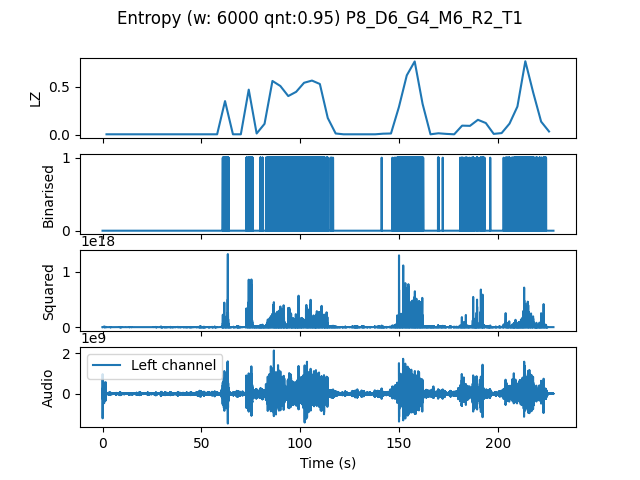 Entropy (w: 6000 qnt:0.95) P8_D6_G4_M6_R2_T1
LZ
0.5
0.0
Binarised
1
0
1e18
Squared
1
0
1e9
Audio
2
0
Left channel
0 50 100 150 200
Time (s)